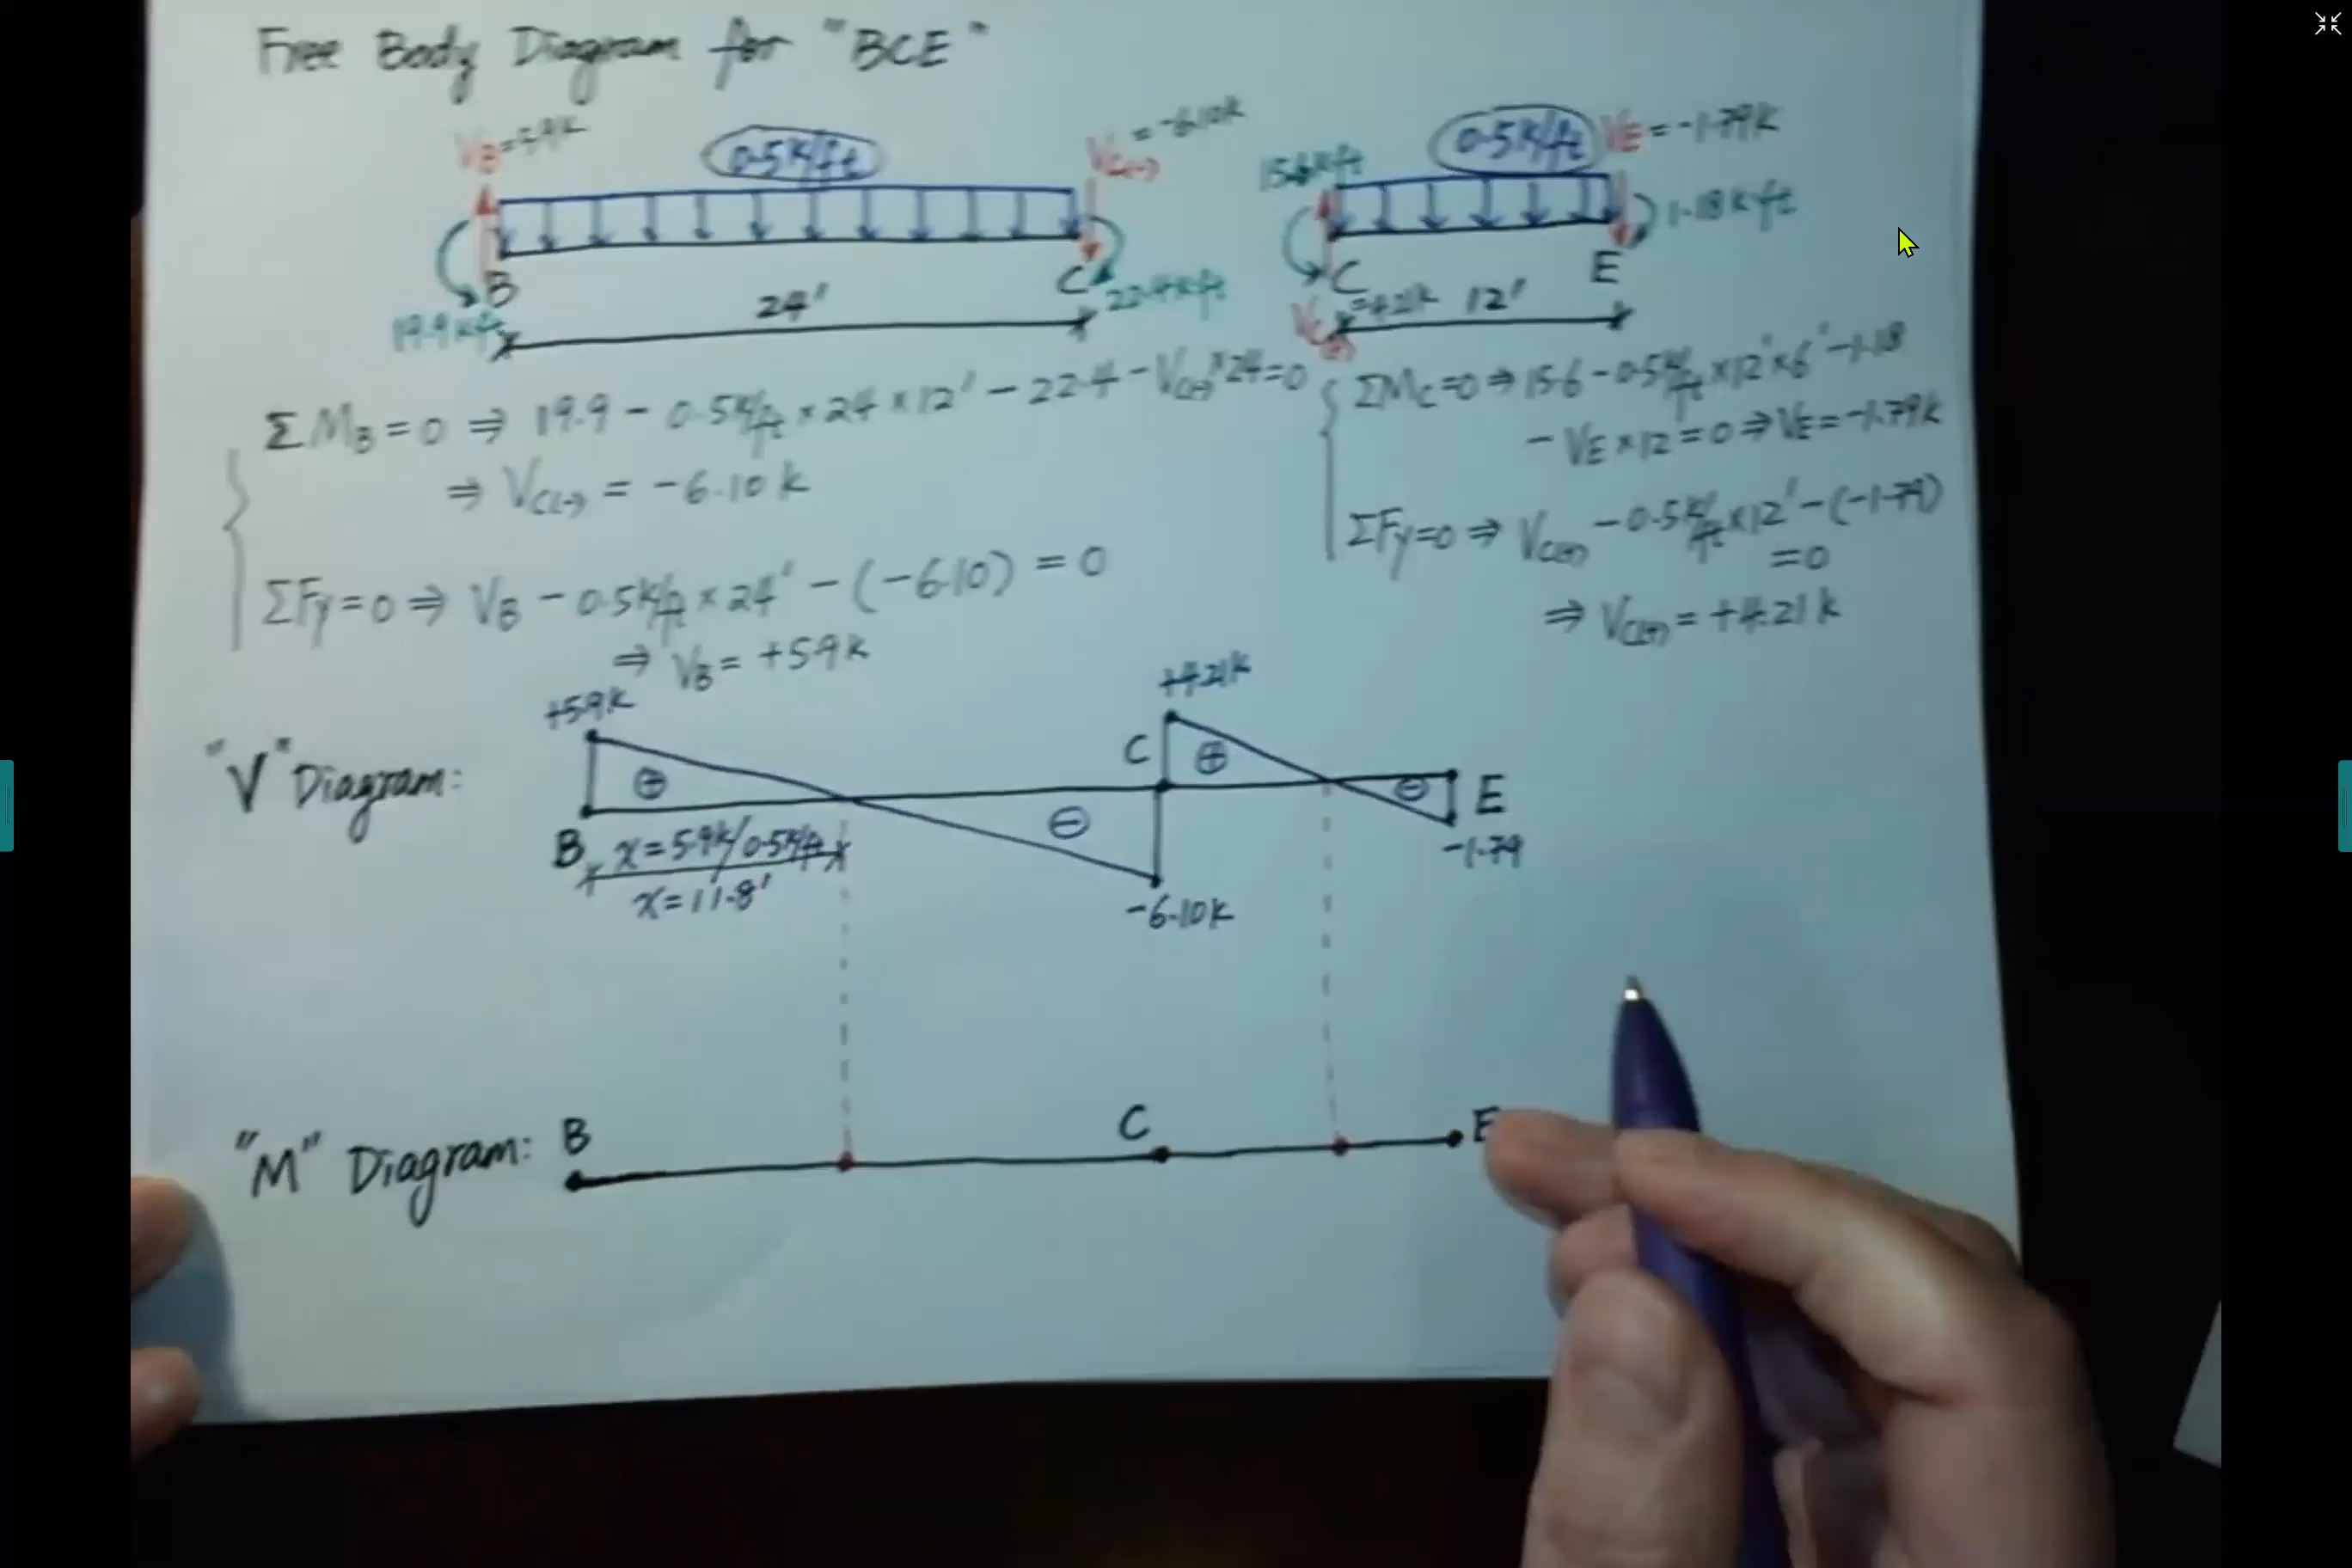 Free Body Diagram for "BCE"
VB=5.9K
0.5K/ft
VC(-) = -6.10K
B
C
19.9 K ft
22.4 K ft
24'
15.6 K ft
0.5K/ft
VE = -1.79K
1.18 K ft
C
E
VC(+) = 4.21K
12'
ΣMB = 0 ⇒ 19.9 - 0.5K/ft × 24 × 12' - 22.4 - VC(-) × 24 = 0
⇒ VC(-) = -6.10 K
ΣFy = 0 ⇒ VB - 0.5K/ft × 24' - (-6.10) = 0
⇒ VB = +5.9 K
ΣMC = 0 ⇒ 15.6 - 0.5K/ft × 12' × 6' - 1.18
- VE × 12 = 0 ⇒ VE = -1.79K
ΣFy = 0 ⇒ VC(+) - 0.5K/ft × 12' - (-1.79)
= 0
⇒ VC(+) = +4.21 K
"V" Diagram:
+5.9K
+4.21K
C
⊕
⊕
⊖
⊖
E
B
-1.79
x = 5.9K/0.5K/ft
x = 11.8'
-6.10K
"M" Diagram:
B
C
E